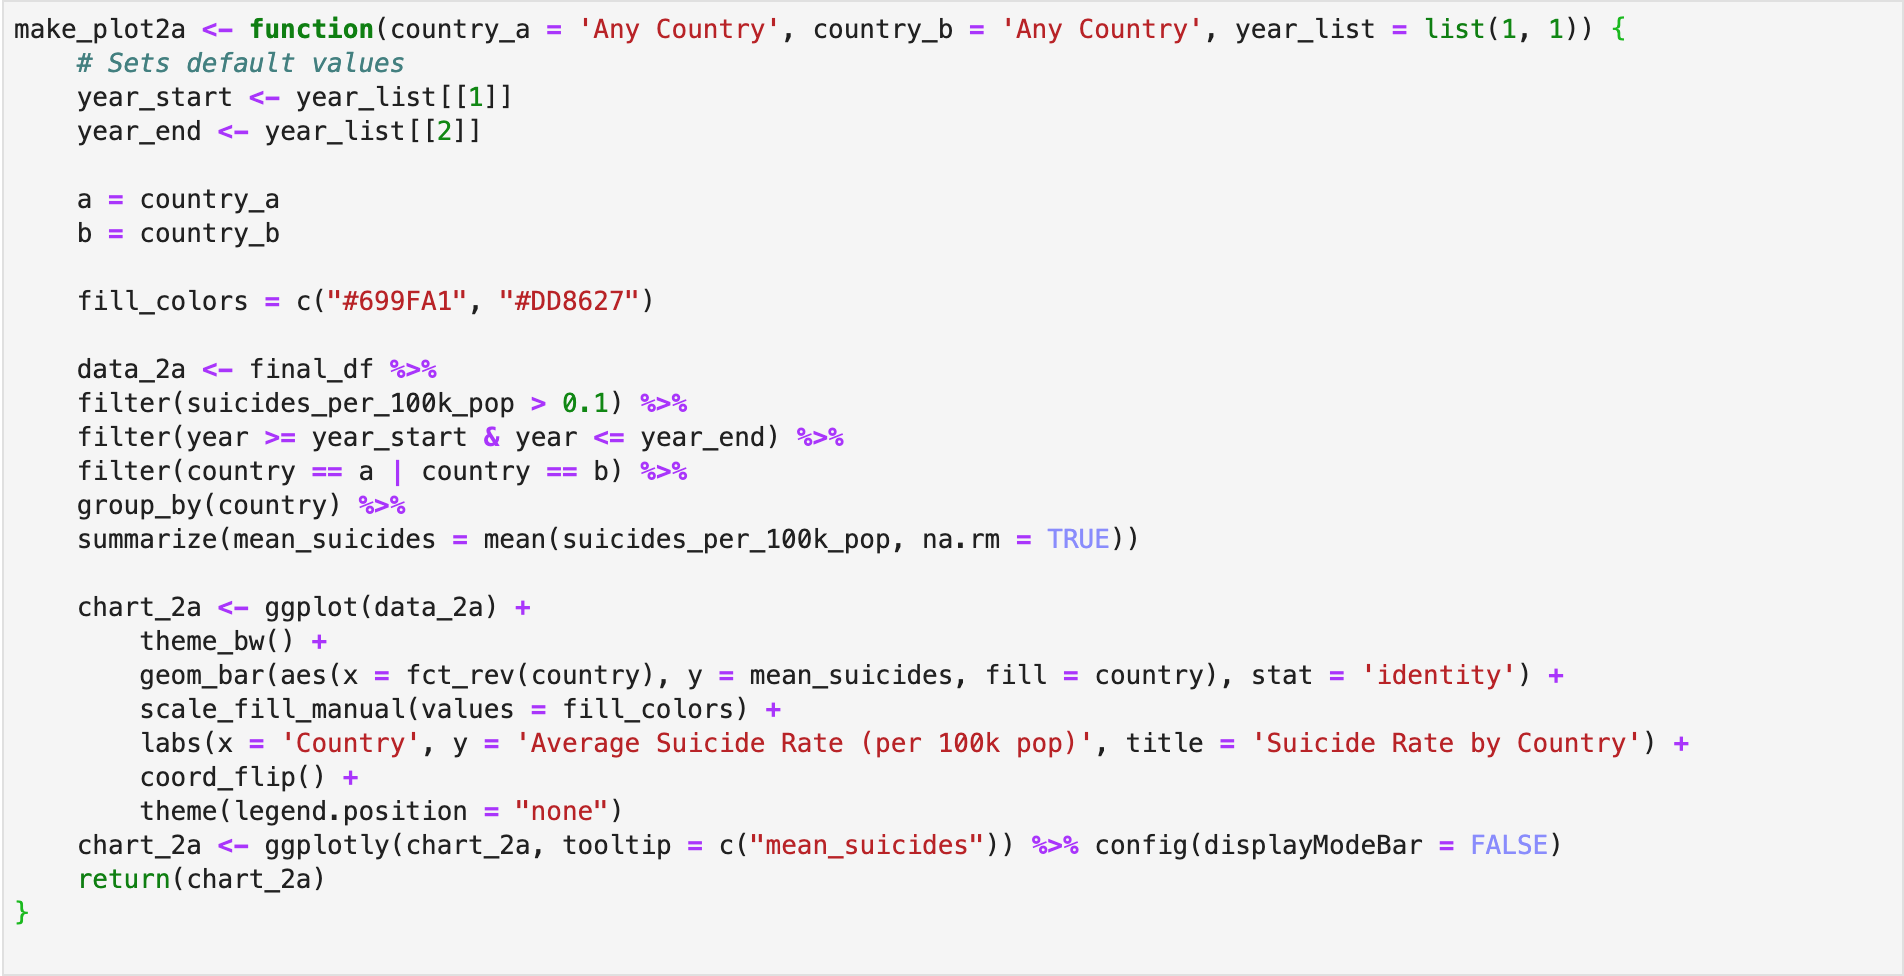 make_plot2a <- function(country_a = 'Any Country', country_b = 'Any Country', year_list = list(1, 1)) {
    # Sets default values
    year_start <- year_list[[1]]
    year_end <- year_list[[2]]

    a = country_a
    b = country_b

    fill_colors = c("#699FA1", "#DD8627")

    data_2a <- final_df %>%
    filter(suicides_per_100k_pop > 0.1) %>%
    filter(year >= year_start & year <= year_end) %>%
    filter(country == a | country == b) %>%
    group_by(country) %>%
    summarize(mean_suicides = mean(suicides_per_100k_pop, na.rm = TRUE))

    chart_2a <- ggplot(data_2a) +
        theme_bw() +
        geom_bar(aes(x = fct_rev(country), y = mean_suicides, fill = country), stat = 'identity') +
        scale_fill_manual(values = fill_colors) +
        labs(x = 'Country', y = 'Average Suicide Rate (per 100k pop)', title = 'Suicide Rate by Country') +
        coord_flip() +
        theme(legend.position = "none")
    chart_2a <- ggplotly(chart_2a, tooltip = c("mean_suicides")) %>% config(displayModeBar = FALSE)
    return(chart_2a)
}